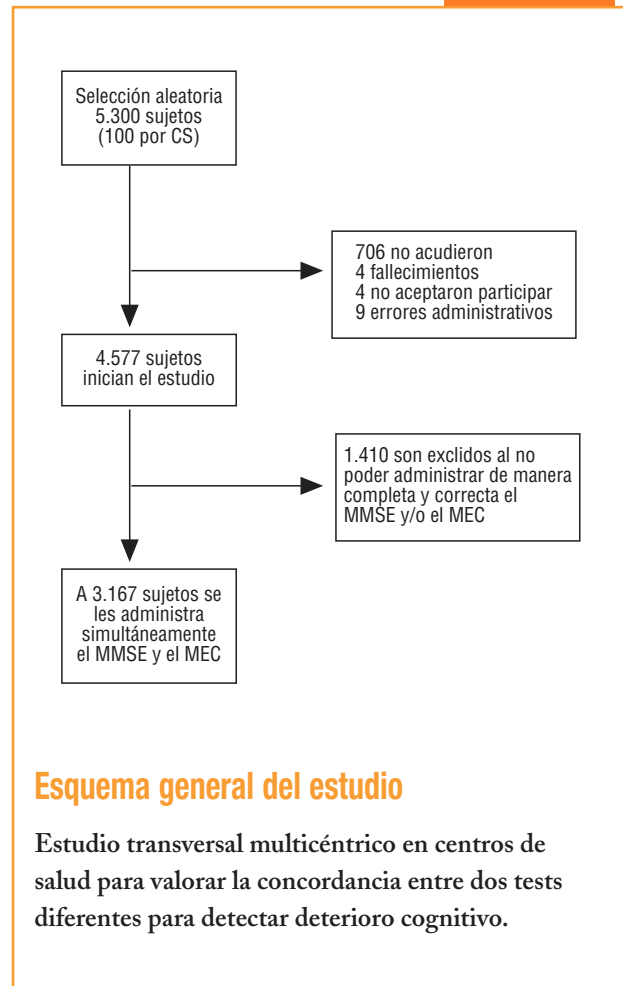 Selección aleatoria
5.300 sujetos
(100 por CS)
706 no acudieron
4 fallecimientos
4 no aceptaron participar
9 errores administrativos
4.577 sujetos
inician el estudio
1.410 son exclidos al no
poder administrar de manera
completa y correcta el
MMSE y/o el MEC
A 3.167 sujetos se
les administra
simultáneamente
el MMSE y el MEC
Esquema general del estudio
Estudio transversal multicéntrico en centros de
salud para valorar la concordancia entre dos tests
diferentes para detectar deterioro cognitivo.